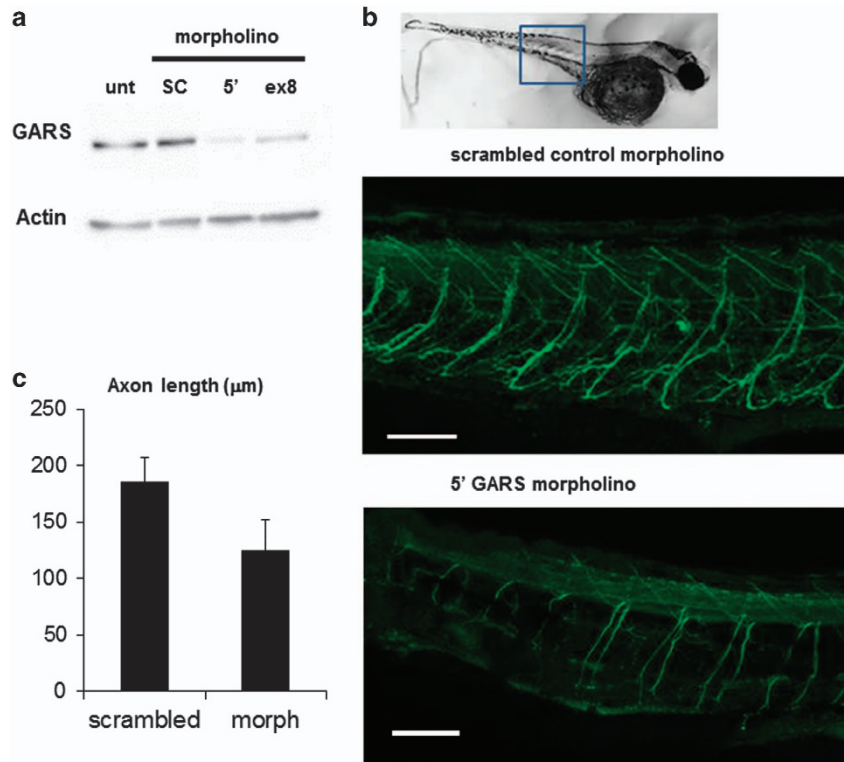 a
morpholino
unt SC 5' ex8
GARS
Actin
b
scrambled control morpholino
5' GARS morpholino
c
Axon length (µm)
250
200
150
100
50
0
scrambled morph